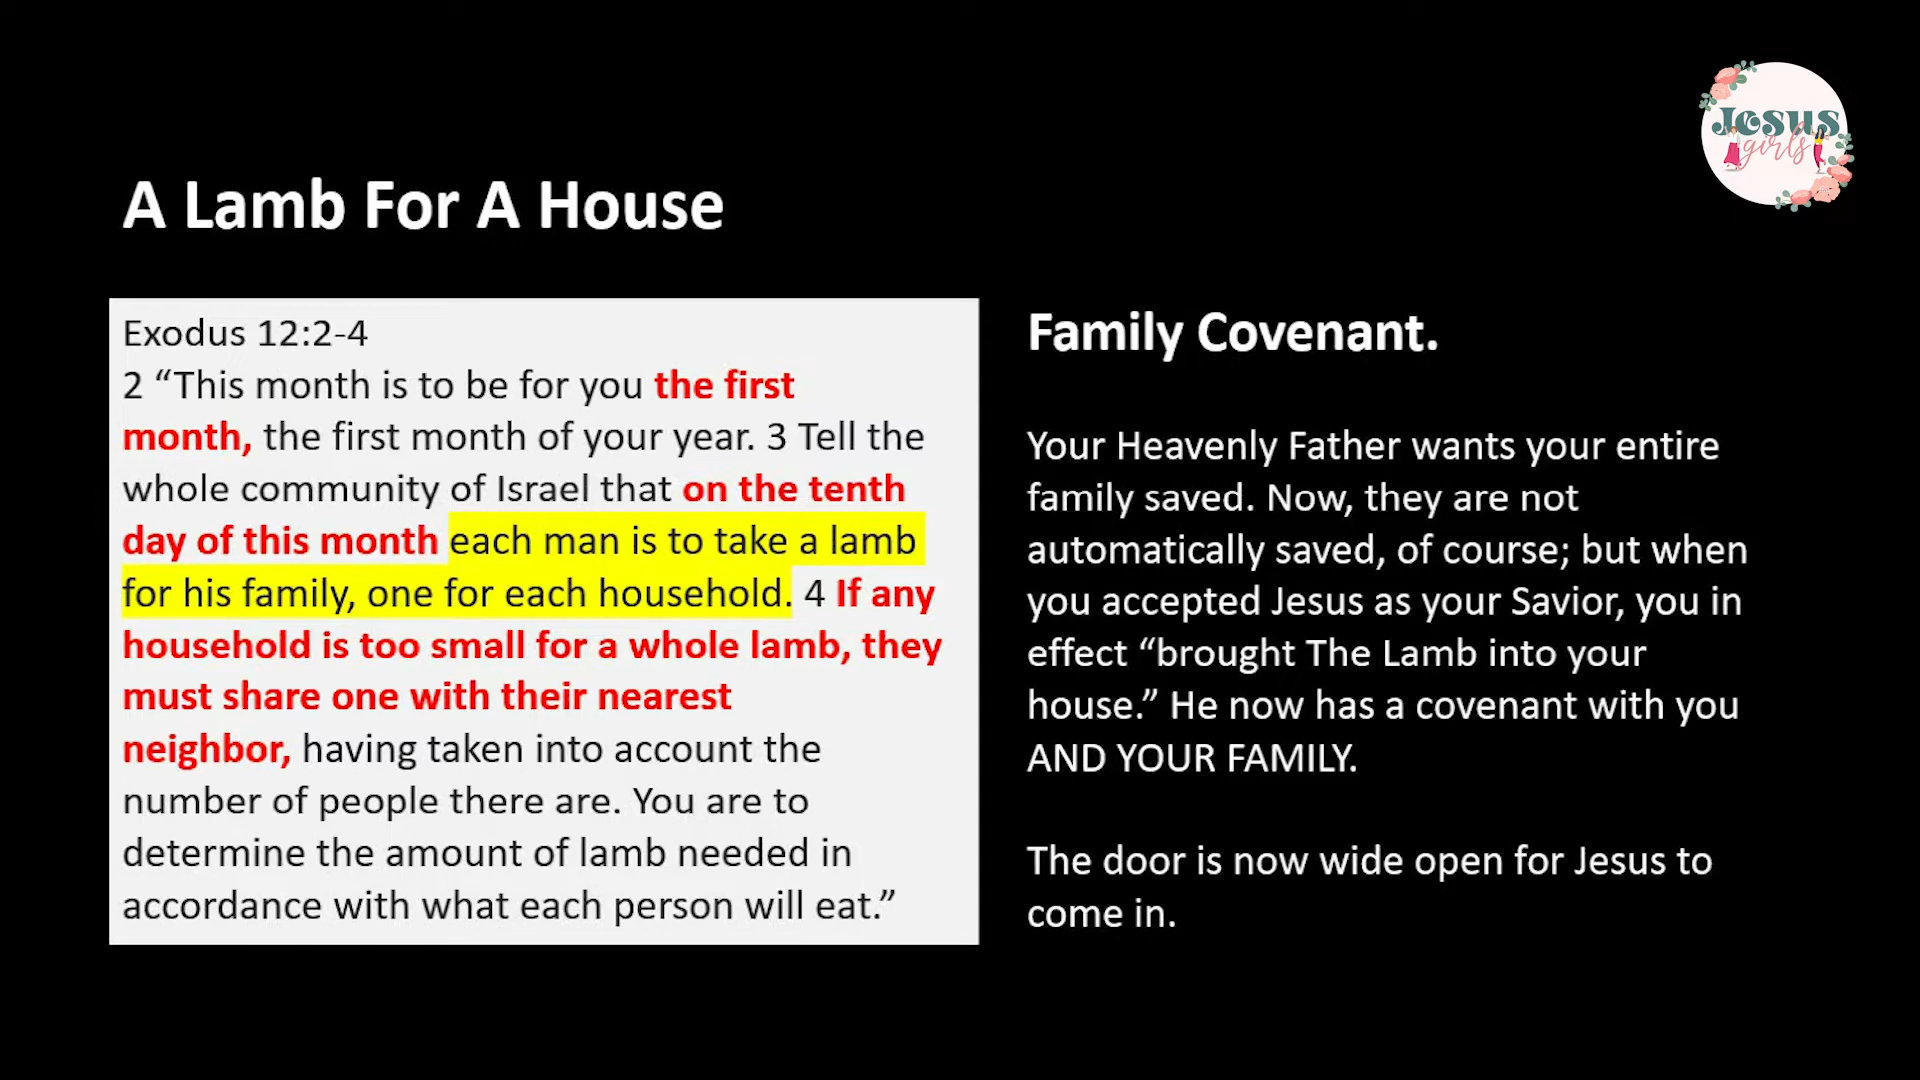 Jesus
girls
A Lamb For A House
Exodus 12:2-4
2 “This month is to be for you the first
month, the first month of your year. 3 Tell the
whole community of Israel that on the tenth
day of this month each man is to take a lamb
for his family, one for each household. 4 If any
household is too small for a whole lamb, they
must share one with their nearest
neighbor, having taken into account the
number of people there are. You are to
determine the amount of lamb needed in
accordance with what each person will eat.”
Family Covenant.
Your Heavenly Father wants your entire
family saved. Now, they are not
automatically saved, of course; but when
you accepted Jesus as your Savior, you in
effect “brought The Lamb into your
house.” He now has a covenant with you
AND YOUR FAMILY.
The door is now wide open for Jesus to
come in.